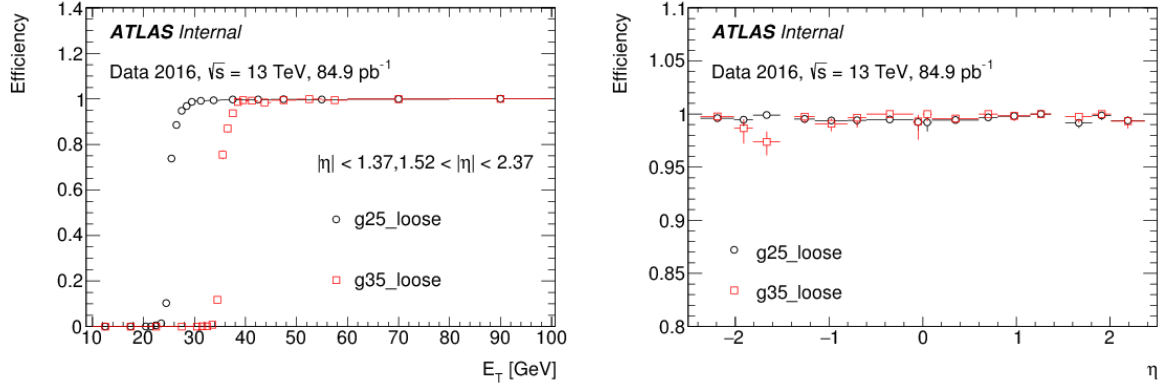 Efficiency
1.4
1.2
1
0.8
0.6
0.4
0.2
0
ATLAS Internal
Data 2016, √s = 13 TeV, 84.9 pb⁻¹
|η| < 1.37,1.52 < |η| < 2.37
g25_loose
g35_loose
10 20 30 40 50 60 70 80 90 100
E_T [GeV]
Efficiency
1.1
1.05
1
0.95
0.9
0.85
0.8
ATLAS Internal
Data 2016, √s = 13 TeV, 84.9 pb⁻¹
g25_loose
g35_loose
−2 −1 0 1 2
η